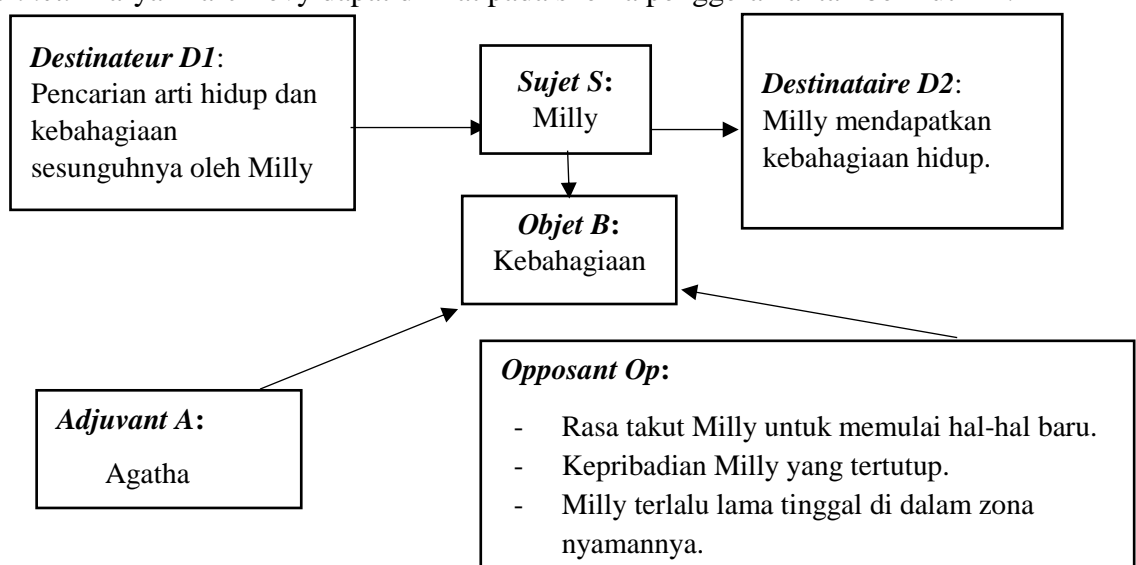 Destinateur D1:
Pencarian arti hidup dan
kebahagiaan
sesunguhnya oleh Milly
Sujet S:
Milly
Destinataire D2:
Milly mendapatkan
kebahagiaan hidup.
Objet B:
Kebahagiaan
Adjuvant A:
Agatha
Opposant Op:
- Rasa takut Milly untuk memulai hal-hal baru.
- Kepribadian Milly yang tertutup.
- Milly terlalu lama tinggal di dalam zona
nyamannya.